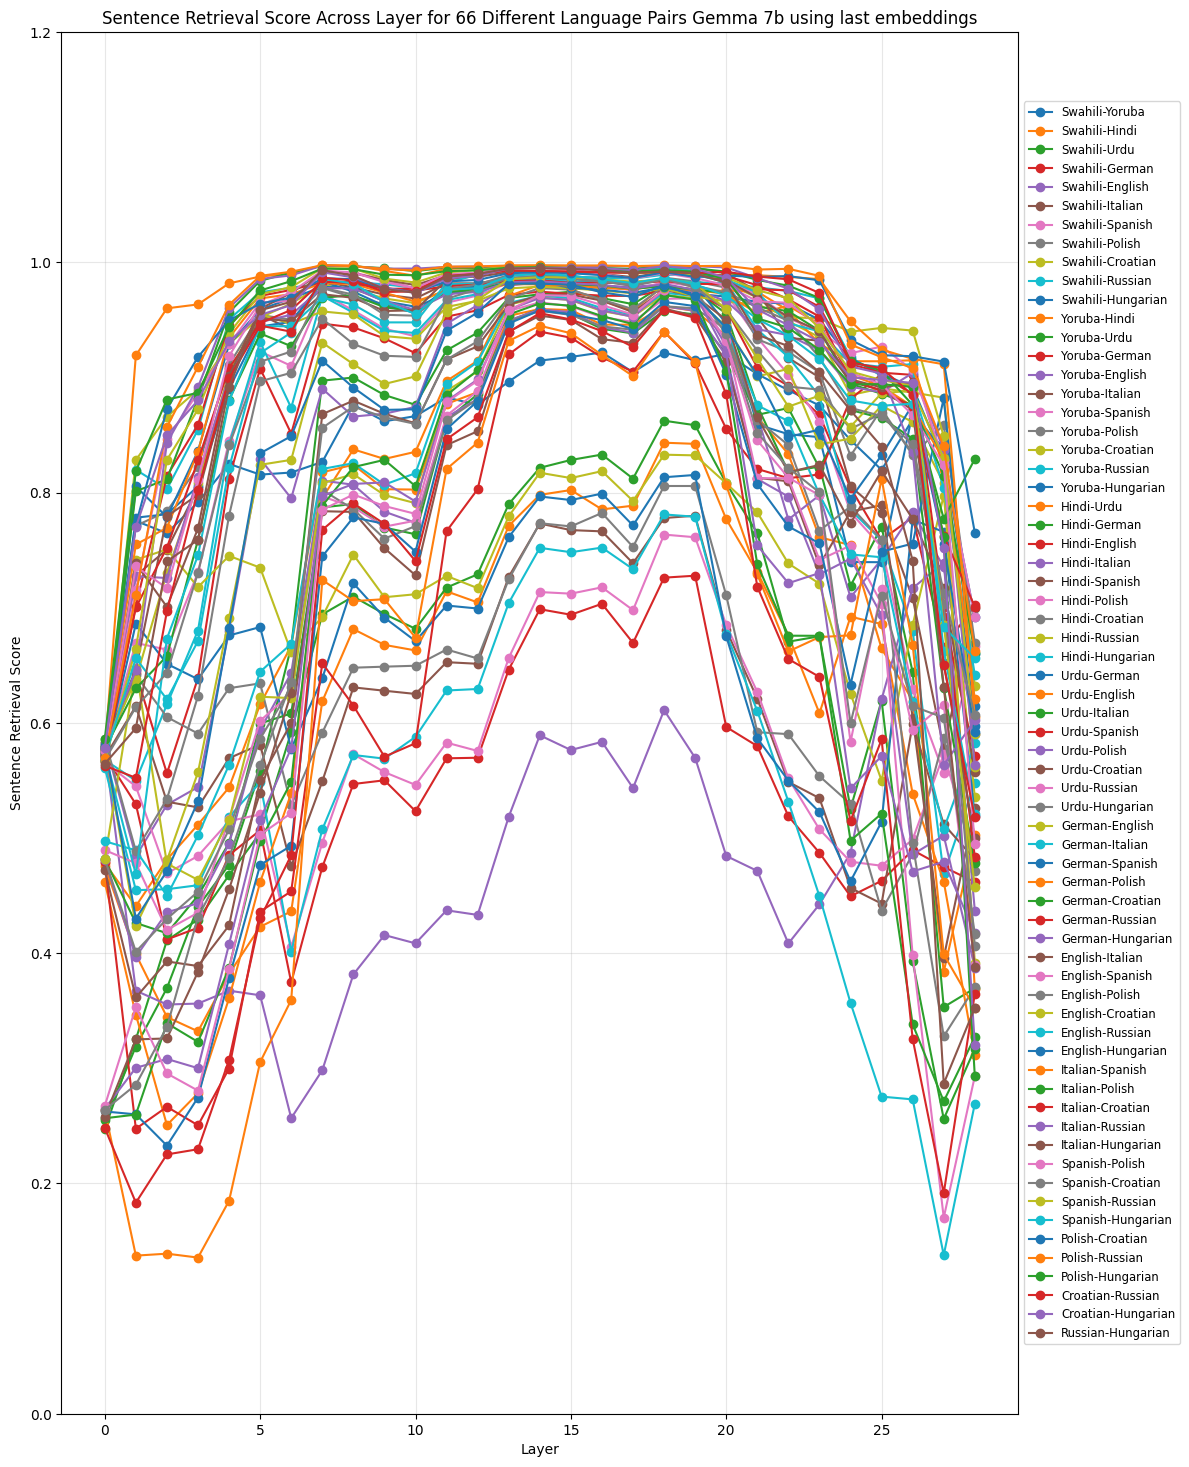 Sentence Retrieval Score Across Layer for 66 Different Language Pairs Gemma 7b using last embeddings
1.2
1.0
0.8
0.6
0.4
0.2
0.0
Sentence Retrieval Score
0 5 10 15 20 25
Layer
Swahili-Yoruba
Swahili-Hindi
Swahili-Urdu
Swahili-German
Swahili-English
Swahili-Italian
Swahili-Spanish
Swahili-Polish
Swahili-Croatian
Swahili-Russian
Swahili-Hungarian
Yoruba-Hindi
Yoruba-Urdu
Yoruba-German
Yoruba-English
Yoruba-Italian
Yoruba-Spanish
Yoruba-Polish
Yoruba-Croatian
Yoruba-Russian
Yoruba-Hungarian
Hindi-Urdu
Hindi-German
Hindi-English
Hindi-Italian
Hindi-Spanish
Hindi-Polish
Hindi-Croatian
Hindi-Russian
Hindi-Hungarian
Urdu-German
Urdu-English
Urdu-Italian
Urdu-Spanish
Urdu-Polish
Urdu-Croatian
Urdu-Russian
Urdu-Hungarian
German-English
German-Italian
German-Spanish
German-Polish
German-Croatian
German-Russian
German-Hungarian
English-Italian
English-Spanish
English-Polish
English-Croatian
English-Russian
English-Hungarian
Italian-Spanish
Italian-Polish
Italian-Croatian
Italian-Russian
Italian-Hungarian
Spanish-Polish
Spanish-Croatian
Spanish-Russian
Spanish-Hungarian
Polish-Croatian
Polish-Russian
Polish-Hungarian
Croatian-Russian
Croatian-Hungarian
Russian-Hungarian